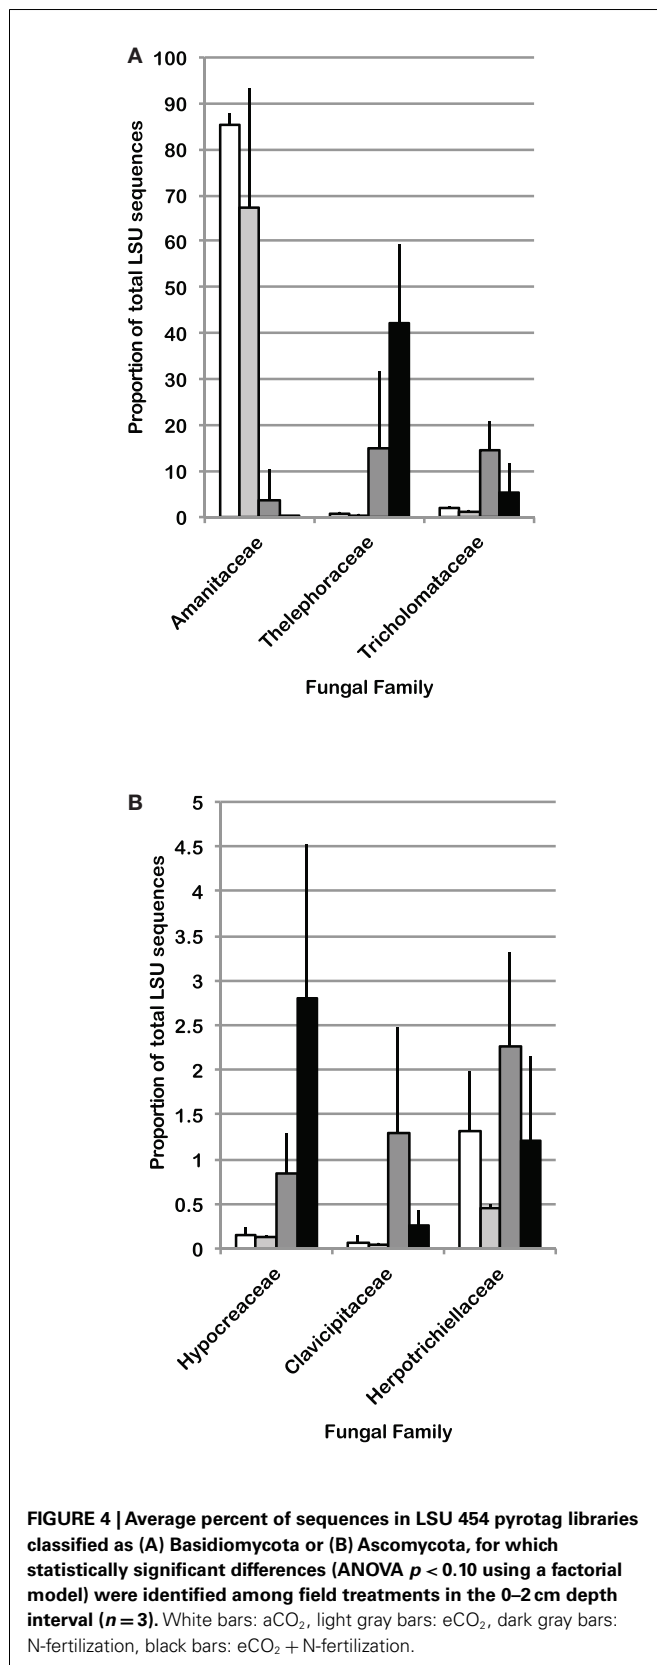 A
100
90
80
70
60
50
40
30
20
10
0
Proportion of total LSU sequences
Amanitaceae
Thelephoraceae
Tricholomataceae
Fungal Family
B
5
4.5
4
3.5
3
2.5
2
1.5
1
0.5
0
Proportion of total LSU sequences
Hypocreaceae
Clavicipitaceae
Herpotrichiellaceae
Fungal Family
FIGURE 4 | Average percent of sequences in LSU 454 pyrotag libraries
classified as (A) Basidiomycota or (B) Ascomycota, for which
statistically significant differences (ANOVA p < 0.10 using a factorial
model) were identified among field treatments in the 0–2 cm depth
interval (n = 3). White bars: aCO₂, light gray bars: eCO₂, dark gray bars:
N-fertilization, black bars: eCO₂ + N-fertilization.